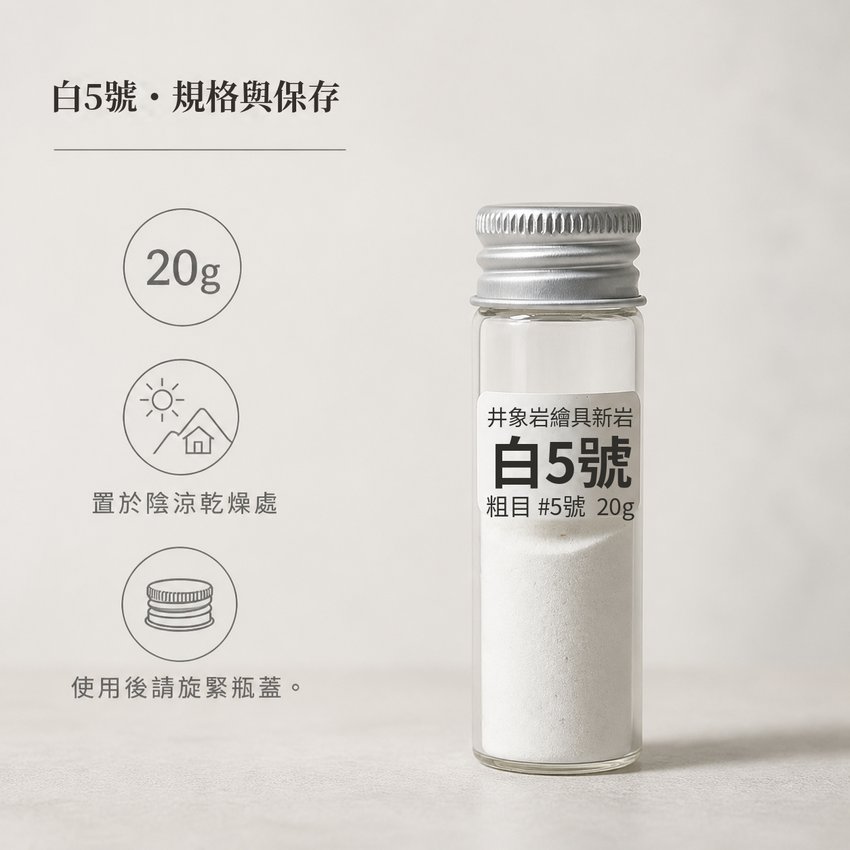 白5號・規格與保存
20g
置於陰涼乾燥處
使用後請旋緊瓶蓋。
井象岩繪具新岩
白5號
粗目 #5號 20g